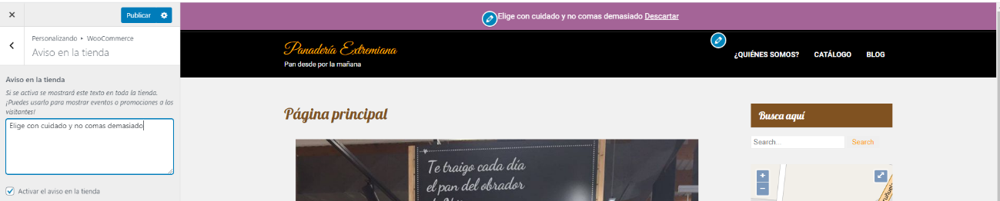 Publicar
Personalizando • WooCommerce
Aviso en la tienda
Aviso en la tienda
Si se activa se mostrará este texto en toda la tienda.
¡Puedes usarlo para mostrar eventos o promociones a los
visitantes!
Elige con cuidado y no comas demasiado
Activar el aviso en la tienda
Elige con cuidado y no comas demasiado Descartar
Panadería Extremiana
Pan desde por la mañana
¿QUIÉNES SOMOS? CATÁLOGO BLOG
Página principal
Te traigo cada día
el pan del obrador
Busca aquí
Search... Search